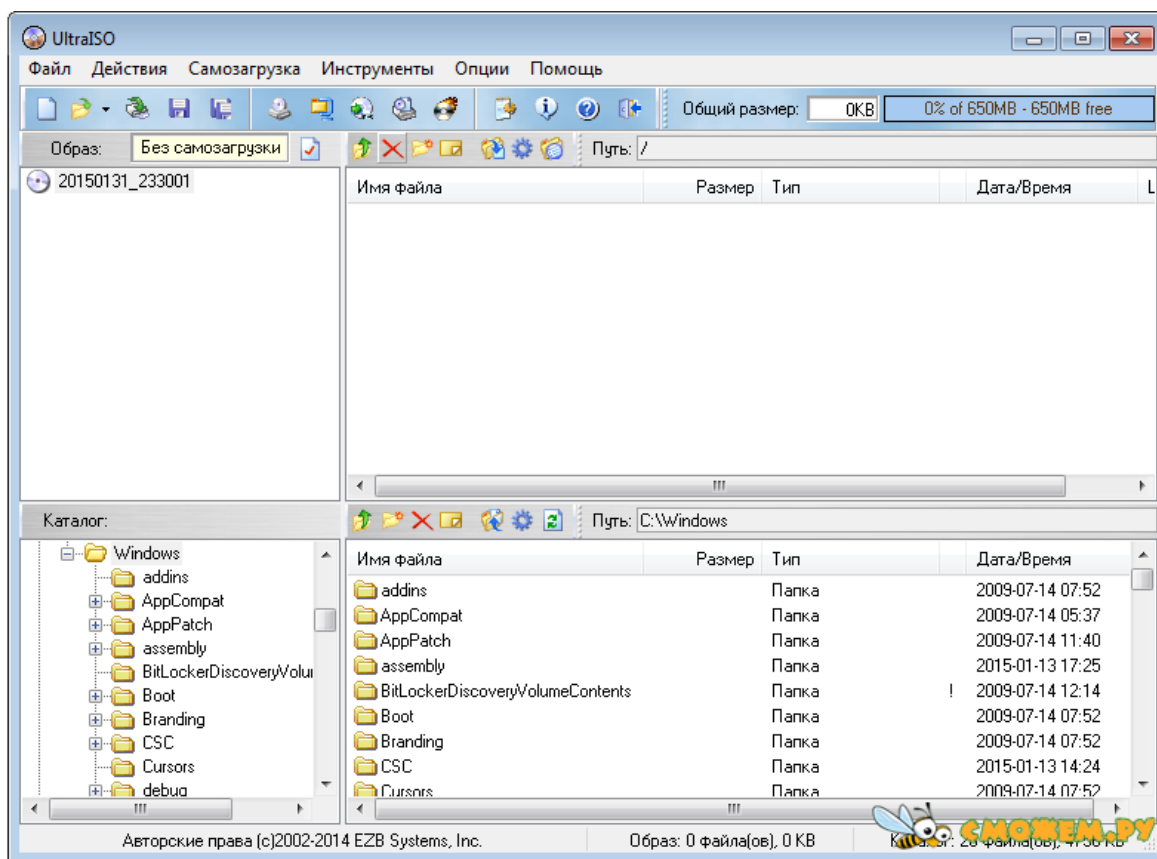 UltraISO
Файл Действия Самозагрузка Инструменты Опции Помощь
Общий размер: 0KB 0% of 650MB - 650MB free
Образ: Без самозагрузки Путь: /
20150131_233001
Имя файла Размер Тип Дата/Время L
Каталог: Путь: C:\Windows
Windows
addins
AppCompat
AppPatch
assembly
BitLockerDiscoveryVolu
Boot
Branding
CSC
Cursors
debug
Имя файла Размер Тип Дата/Время
addins Папка 2009-07-14 07:52
AppCompat Папка 2009-07-14 05:37
AppPatch Папка 2009-07-14 11:40
assembly Папка 2015-01-13 17:25
BitLockerDiscoveryVolumeContents Папка ! 2009-07-14 12:14
Boot Папка 2009-07-14 07:52
Branding Папка 2009-07-14 07:52
CSC Папка 2015-01-13 14:24
Cursors Папка 2009-07-14 07:52
Авторские права (c)2002-2014 EZB Systems, Inc. Образ: 0 файла(ов), 0 KB
СМОЖЕМ.РУ